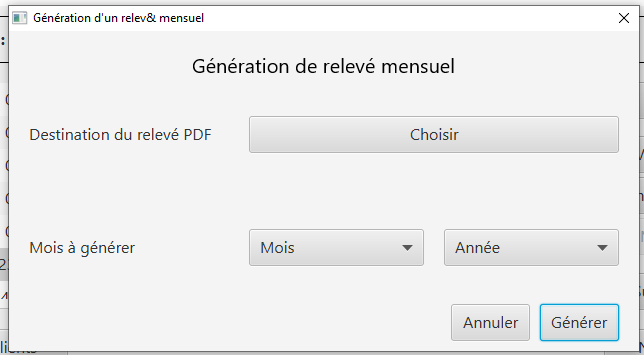 Génération d'un relev& mensuel
Génération de relevé mensuel
Destination du relevé PDF
Choisir
Mois à générer
Mois
Année
Annuler
Générer